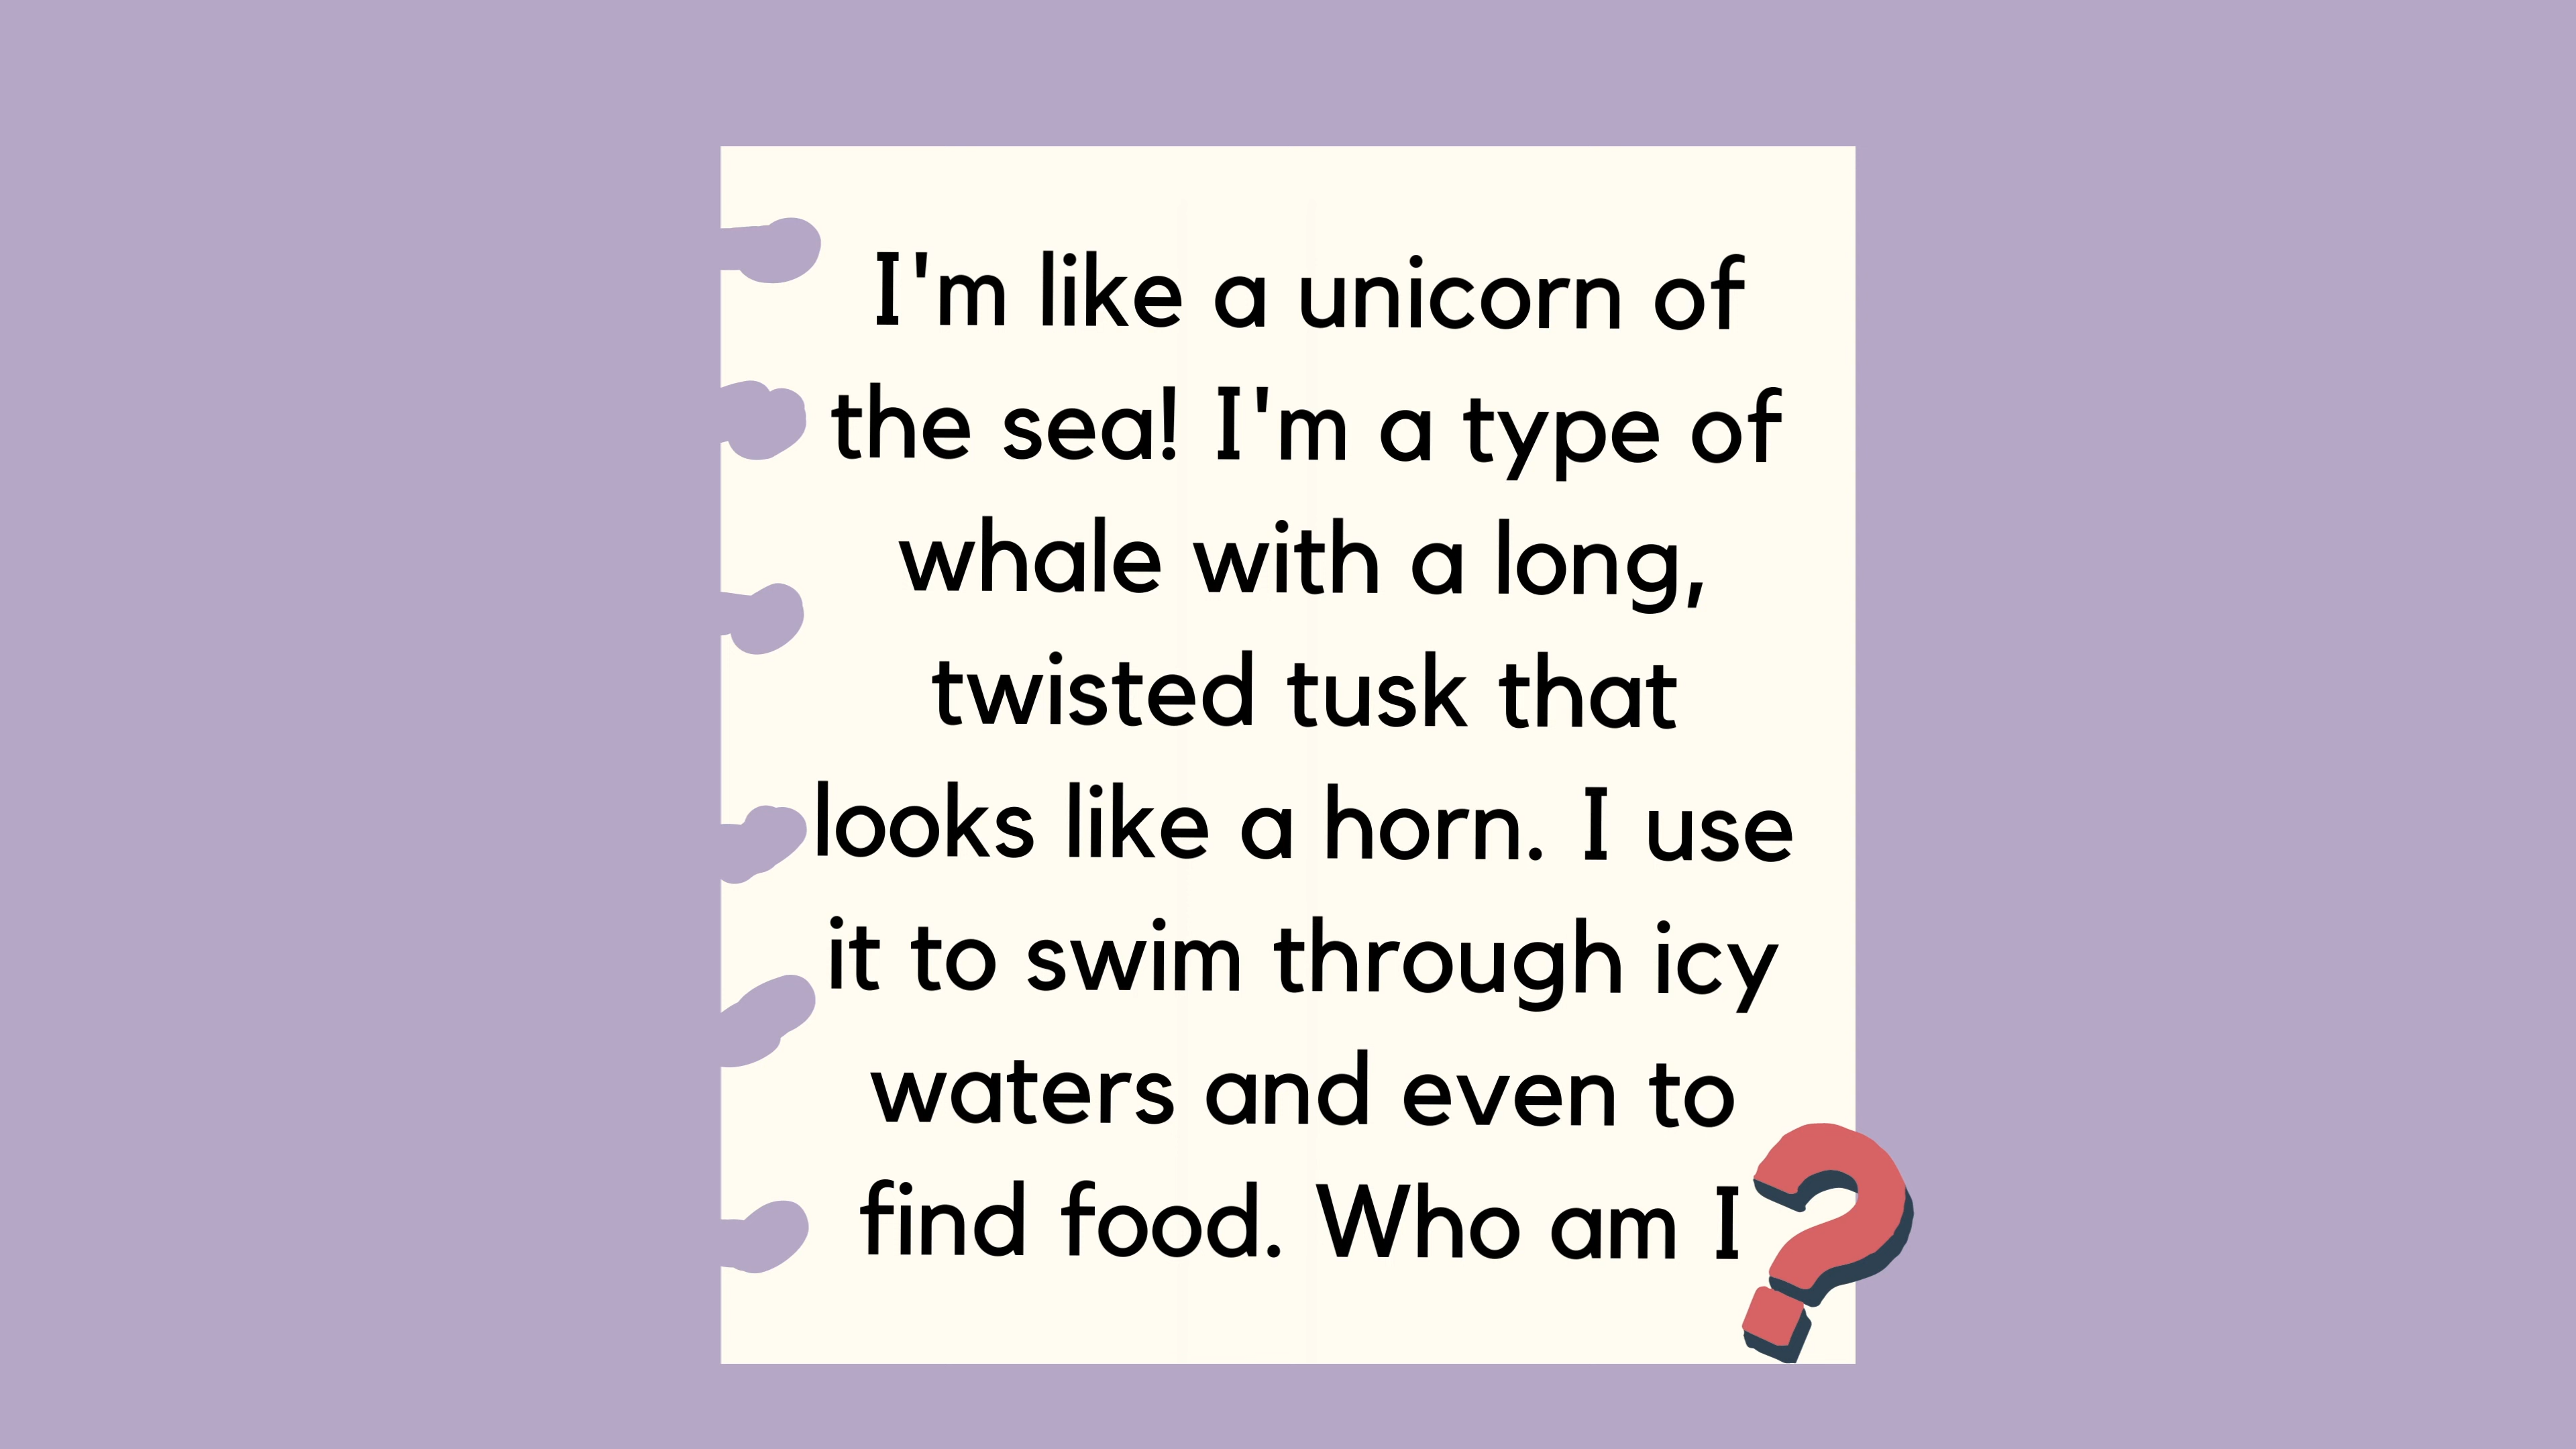 I'm like a unicorn of
the sea! I'm a type of
whale with a long,
twisted tusk that
looks like a horn. I use
it to swim through icy
waters and even to
find food. Who am I?